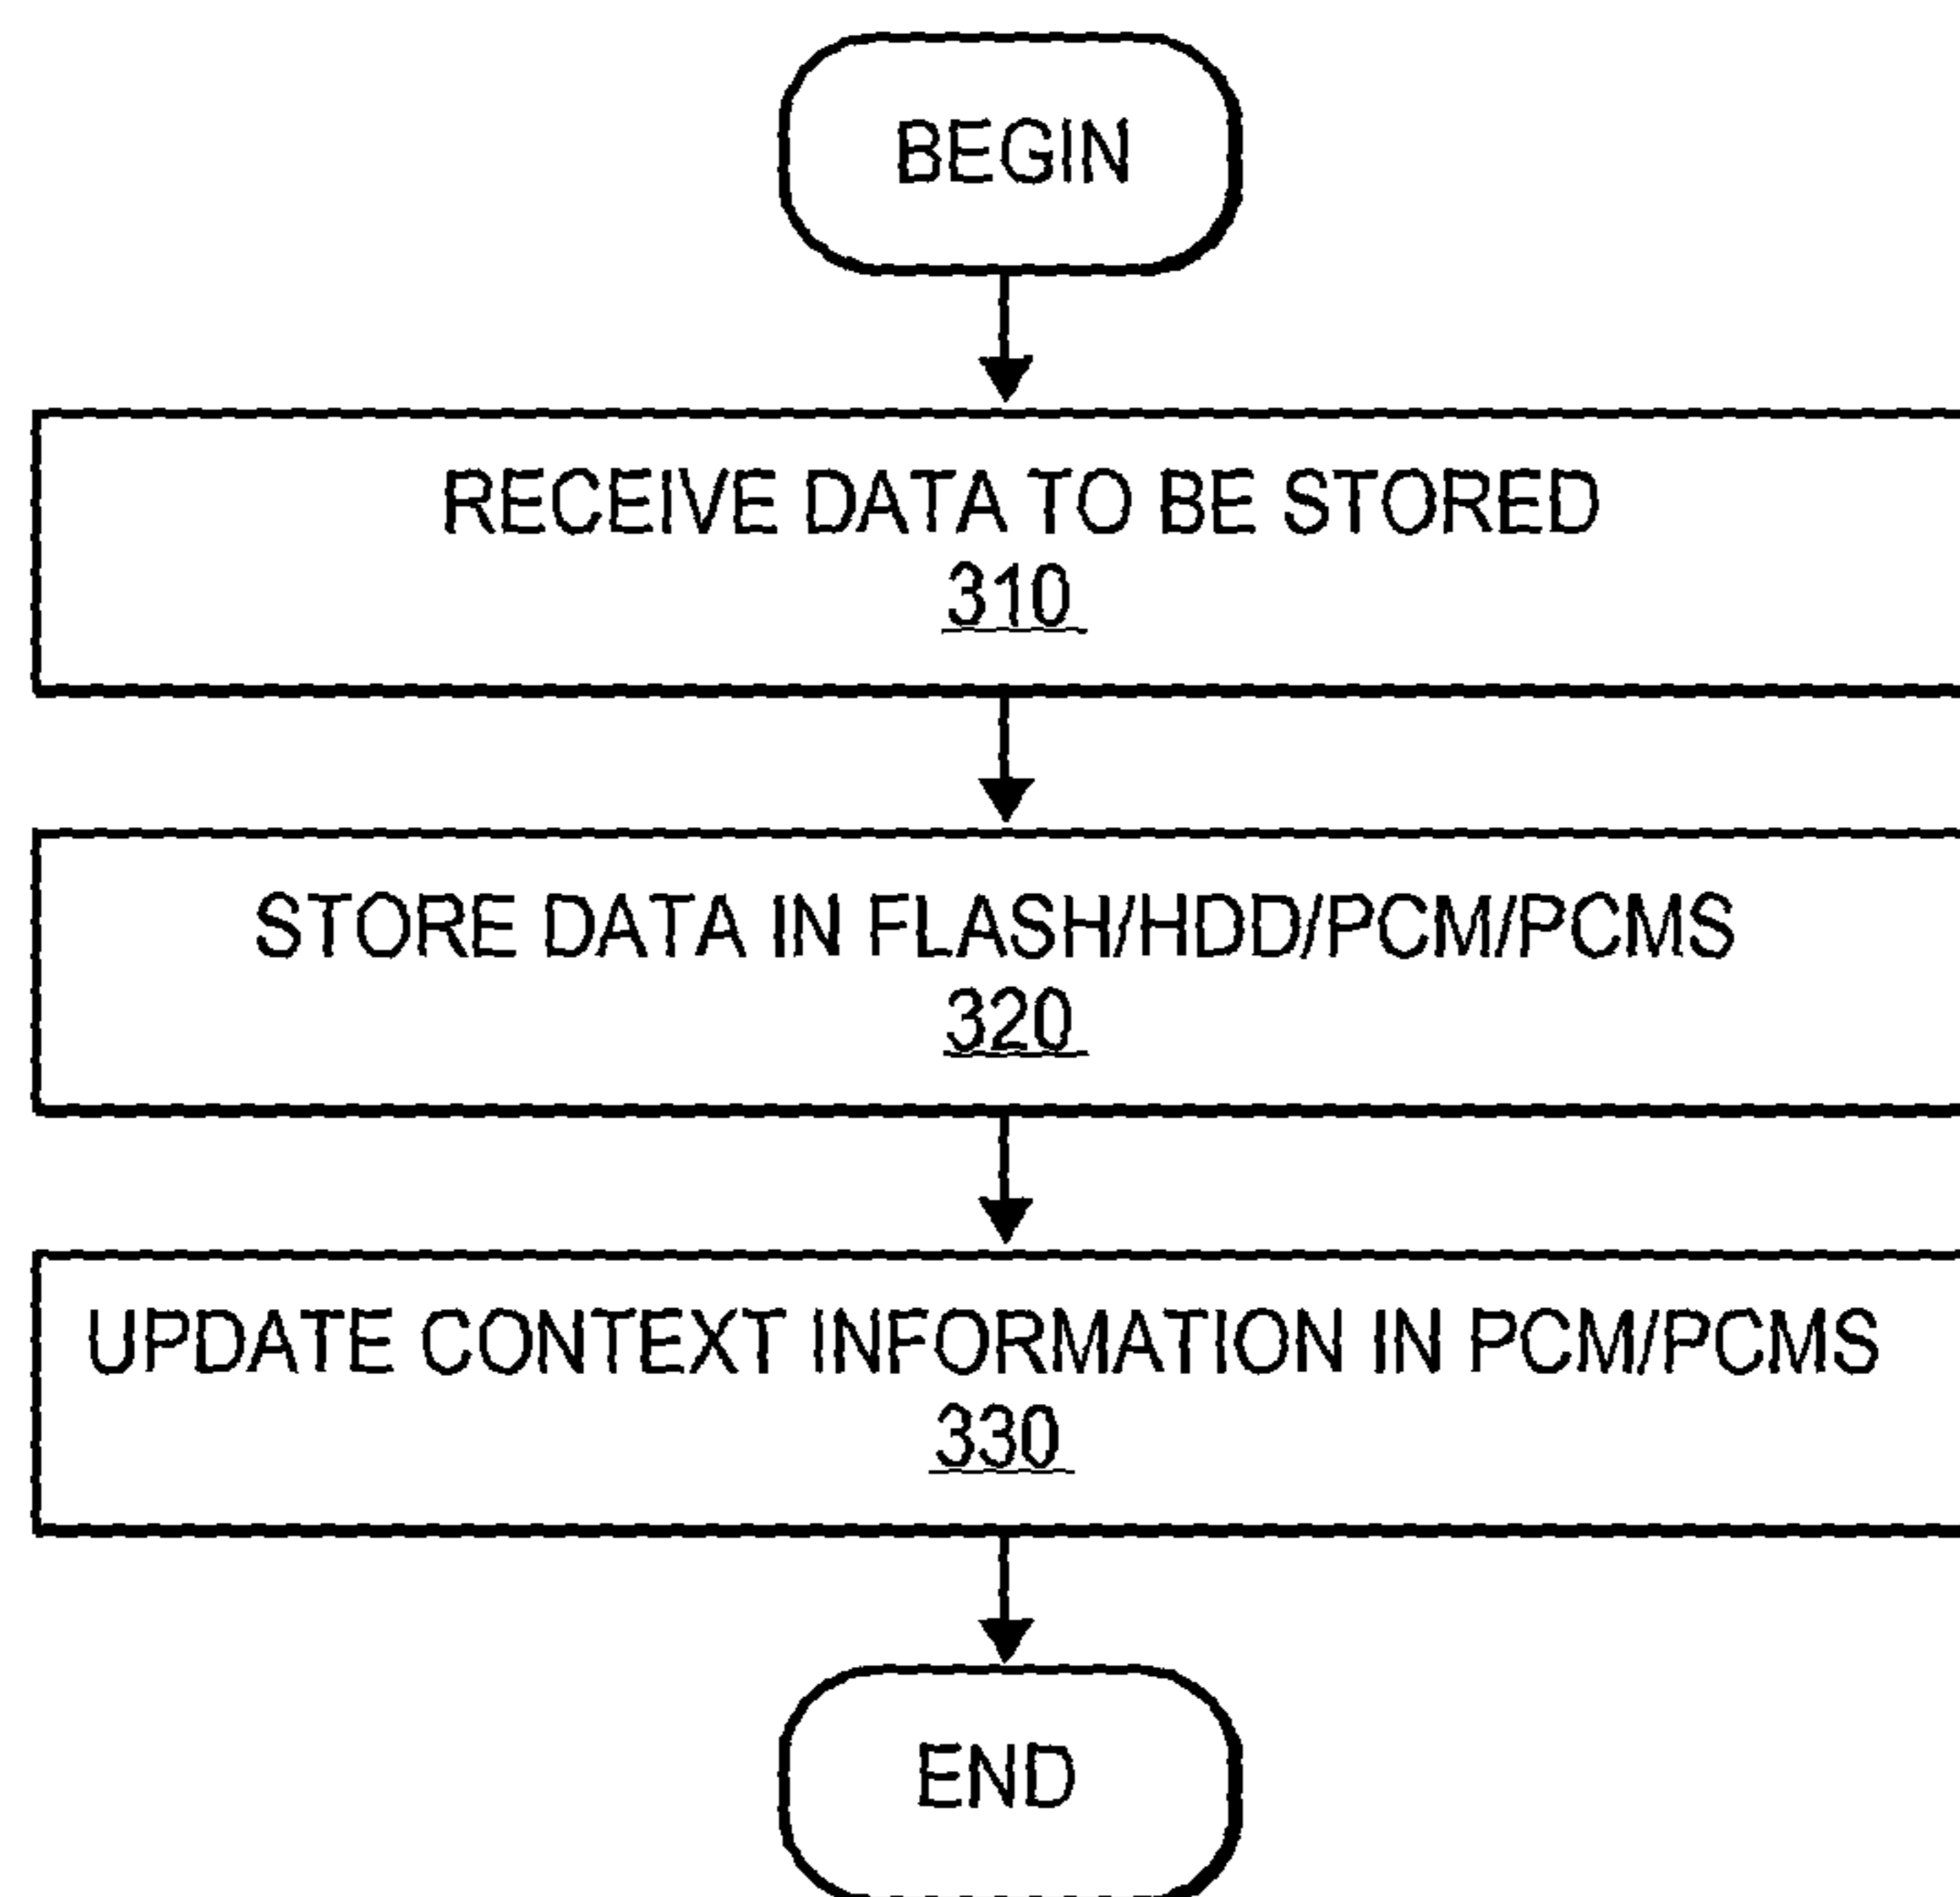 BEGIN
RECEIVE DATA TO BE STORED
310
STORE DATA IN FLASH/HDD/PCM/PCMS
320
UPDATE CONTEXT INFORMATION IN PCM/PCMS
330
END